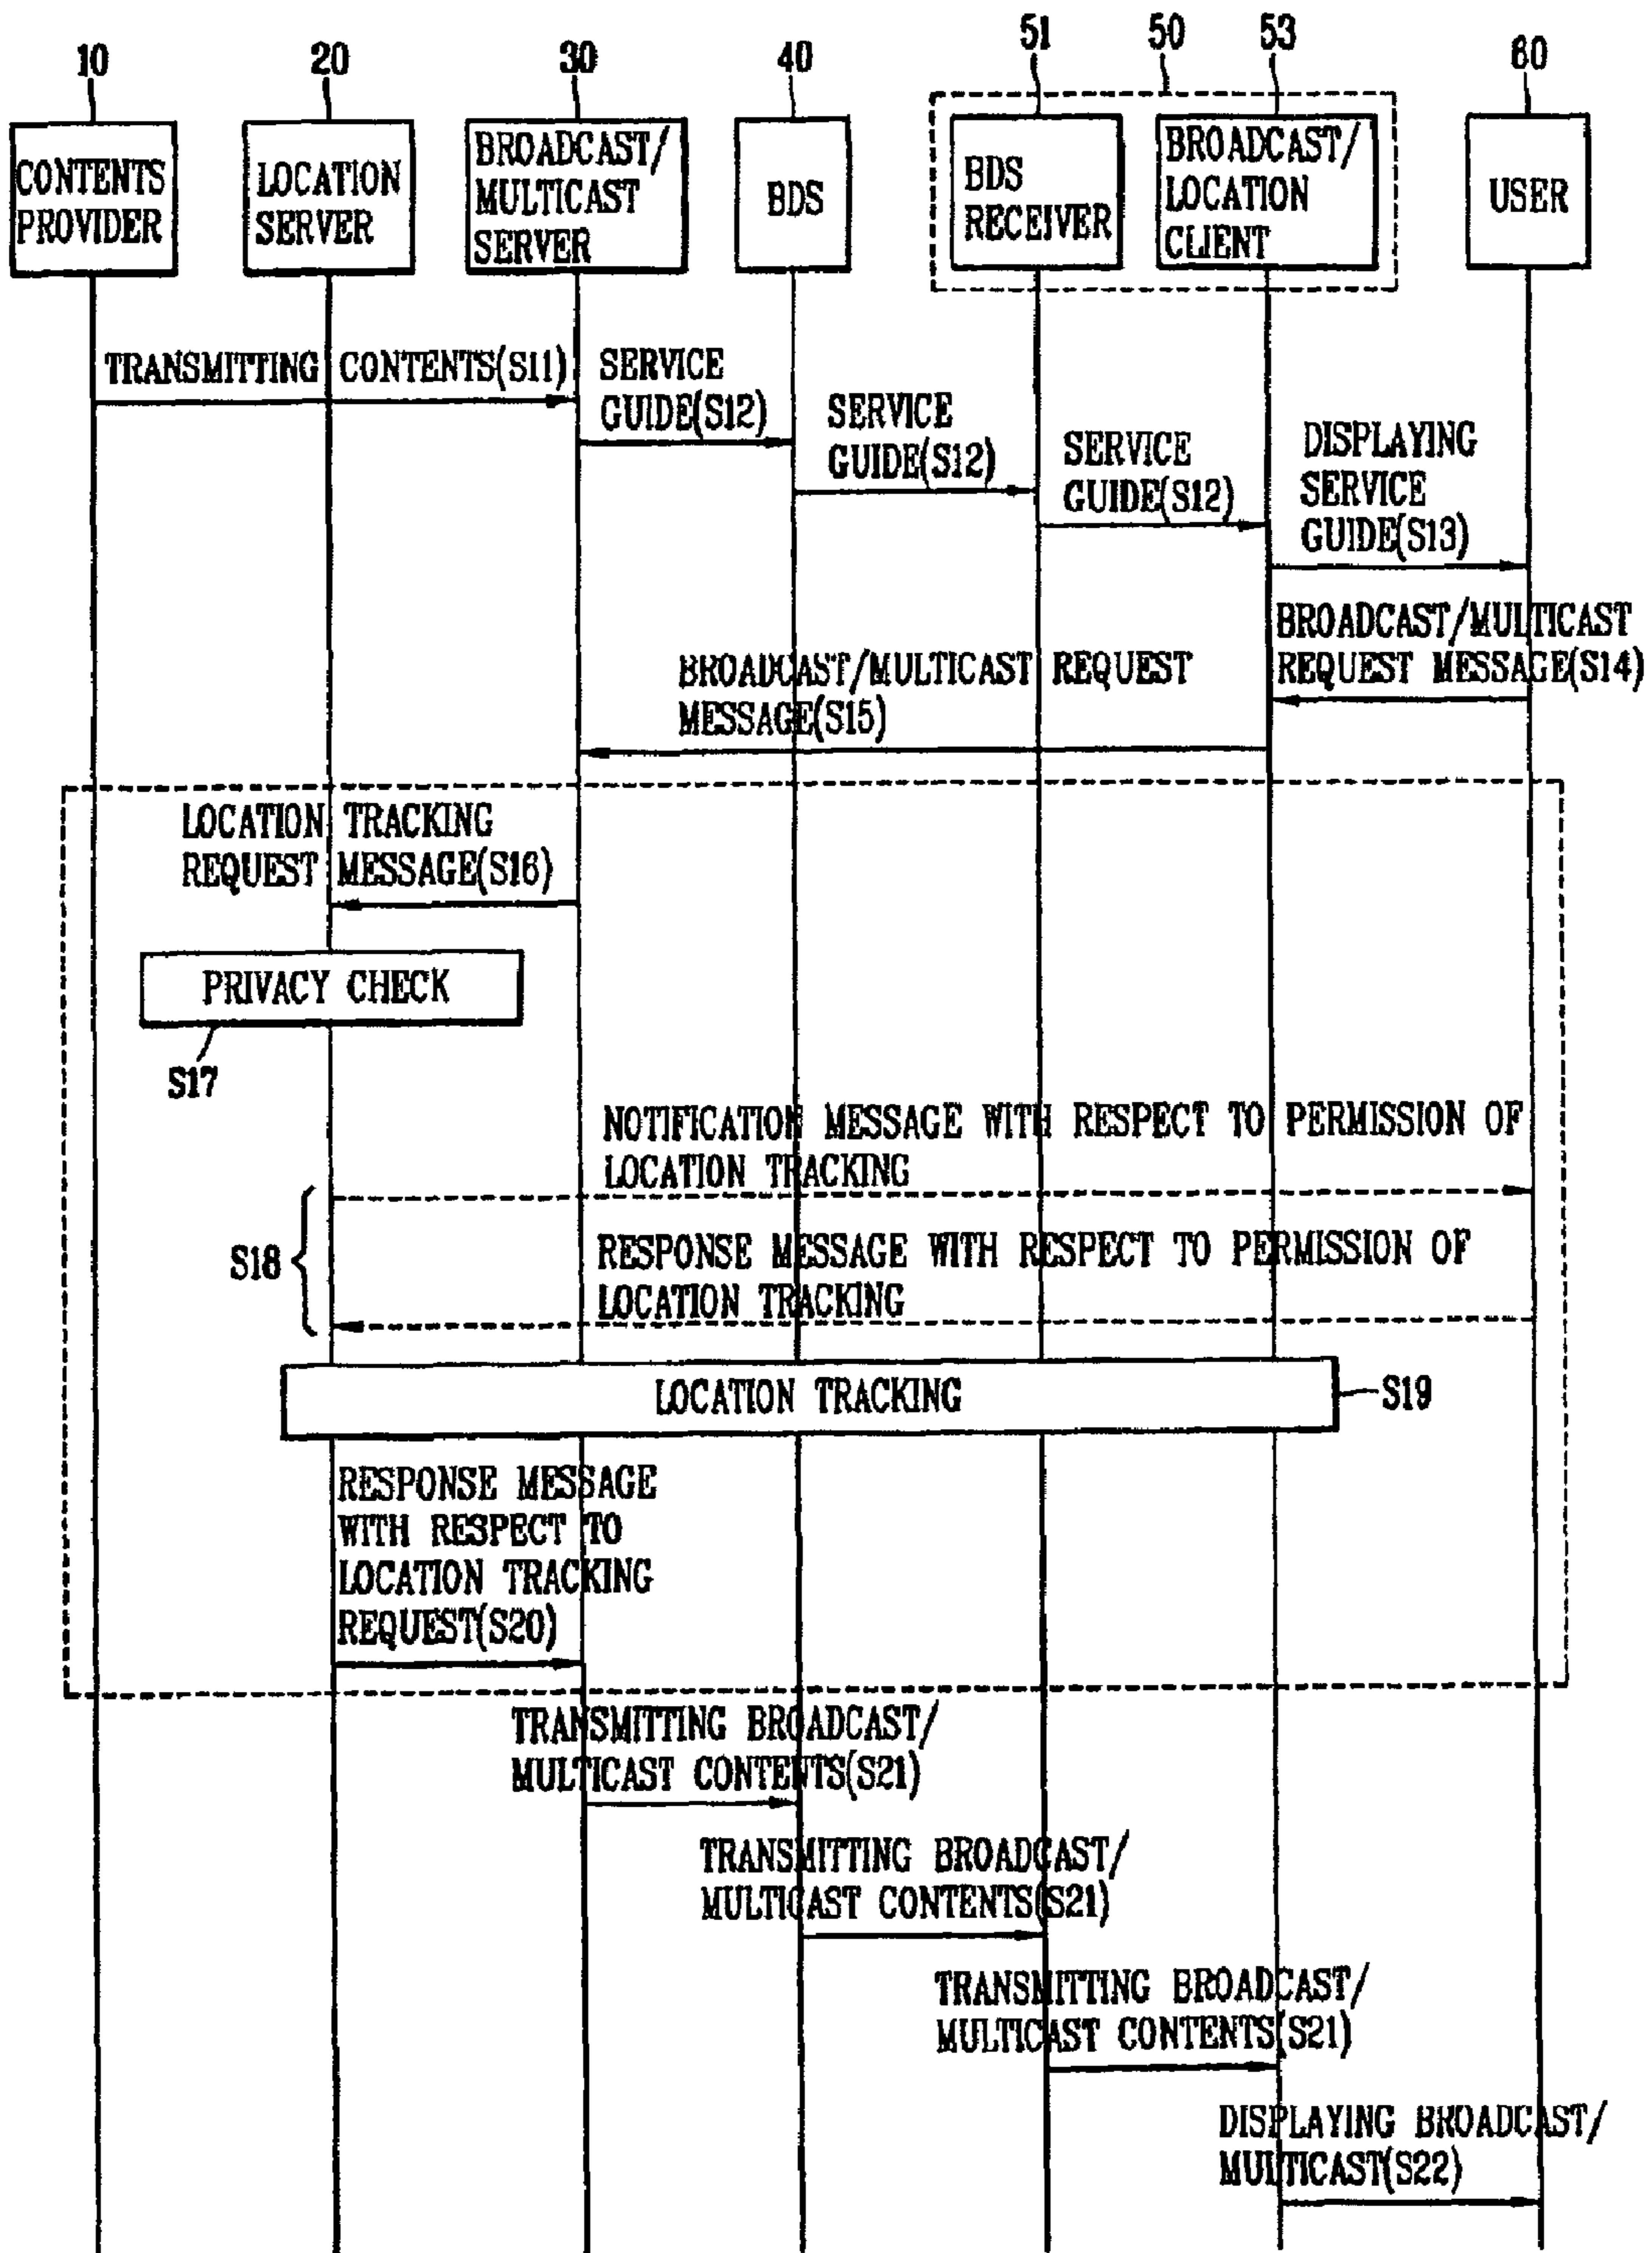 10
20
30
40
51
50
53
60
CONTENTS
PROVIDER
LOCATION
SERVER
BROADCAST/
MULTICAST
SERVER
BDS
BDS
RECEIVER
BROADCAST/
LOCATION
CLIENT
USER
TRANSMITTING CONTENTS(S11)
SERVICE
GUIDE(S12)
SERVICE
GUIDE(S12)
SERVICE
GUIDE(S12)
DISPLAYING
SERVICE
GUIDE(S13)
BROADCAST/MULTICAST
REQUEST MESSAGE(S14)
BROADCAST/MULTICAST REQUEST
MESSAGE(S15)
LOCATION TRACKING
REQUEST MESSAGE(S16)
PRIVACY CHECK
S17
NOTIFICATION MESSAGE WITH RESPECT TO PERMISSION OF
LOCATION TRACKING
S18
RESPONSE MESSAGE WITH RESPECT TO PERMISSION OF
LOCATION TRACKING
LOCATION TRACKING
S19
RESPONSE MESSAGE
WITH RESPECT TO
LOCATION TRACKING
REQUEST(S20)
TRANSMITTING BROADCAST/
MULTICAST CONTENTS(S21)
TRANSMITTING BROADCAST/
MULTICAST CONTENTS(S21)
TRANSMITTING BROADCAST/
MULTICAST CONTENTS(S21)
DISPLAYING BROADCAST/
MULTICAST(S22)